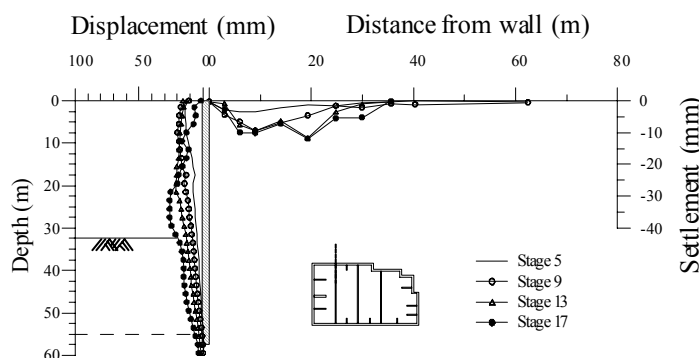 Displacement (mm)
Distance from wall (m)
100 50 00 20 40 60 80
0
10
20
30
40
50
60
Depth (m)
0
-10
-20
-30
-40
Settlement (mm)
Stage 5
Stage 9
Stage 13
Stage 17